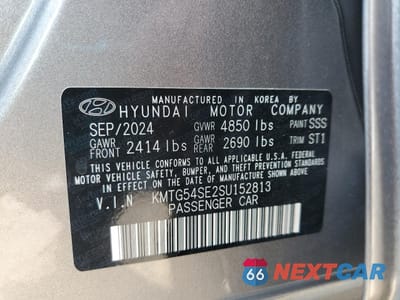 MANUFACTURED IN KOREA BY
HYUNDAI MOTOR COMPANY
SEP/2024 GVWR 4850 lbs PAINT SSS
GAWR FRONT 2414 lbs GAWR REAR 2690 lbs TRIM ST1
THIS VEHICLE CONFORMS TO ALL APPLICABLE FEDERAL
MOTOR VEHICLE SAFETY, BUMPER, AND THEFT PREVENTION
STANDARDS IN EFFECT ON THE DATE OF
MANUFACTURE SHOWN ABOVE.
V.I.N KMTG54SE2SU152813
PASSENGER CAR
66 NEXTCAR